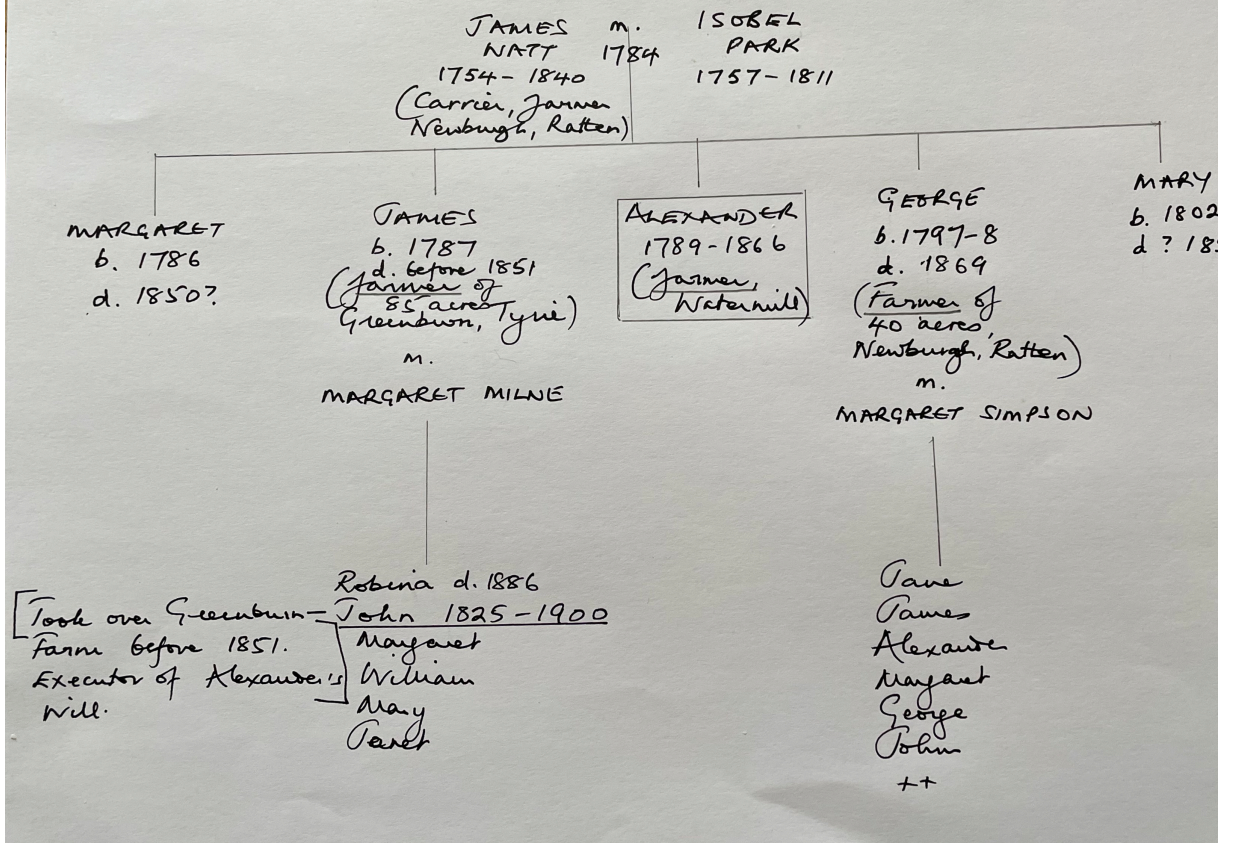 JAMES m. ISOBEL
WATT 1784 PARK
1754 - 1840 1757 - 1811
(Carrier, Farmer
Newburgh, Ratten)
MARGARET
b. 1786
d. 1850?
JAMES
b. 1787
d. before 1851
(farmer of
85 acres
Greenburn, Tyrie)
m.
MARGARET MILNE
ALEXANDER
1789-1866
(farmer,
Watermill)
GEORGE
b. 1797-8
d. 1869
(Farmer of
40 acres,
Newburgh, Ratten)
m.
MARGARET SIMPSON
MARY
b. 1802
d ? 18
Robina d. 1886
John 1825-1900
Margaret
William
Mary
Janet
[Took over Greenburn -
Farm before 1851.
Executor of Alexander's
Will.
Jane
James
Alexander
Margaret
George
John
++